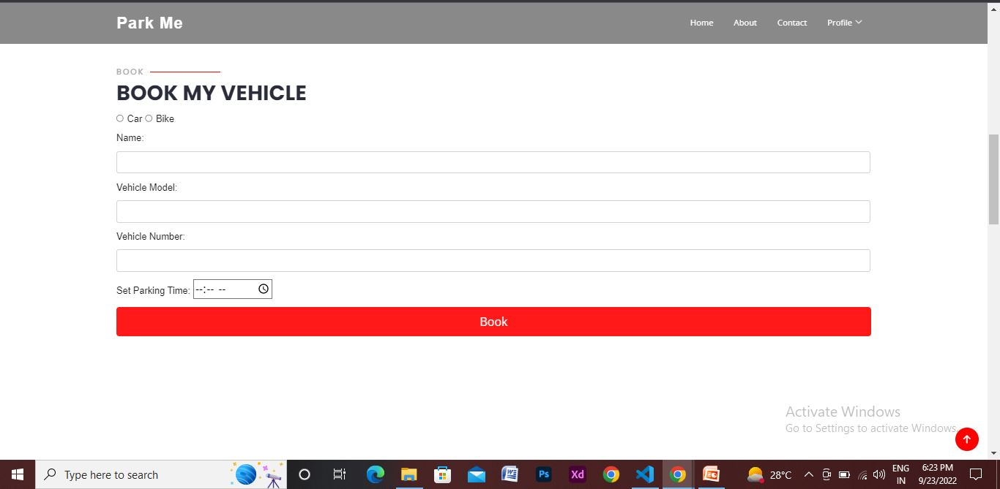 Park Me
Home About Contact Profile
BOOK
BOOK MY VEHICLE
Car Bike
Name:
Vehicle Model:
Vehicle Number:
Set Parking Time: --:-- --
Book
Activate Windows
Go to Settings to activate Windows.
Type here to search
Ps
Xd
28°C
ENG
IN
6:23 PM
9/23/2022